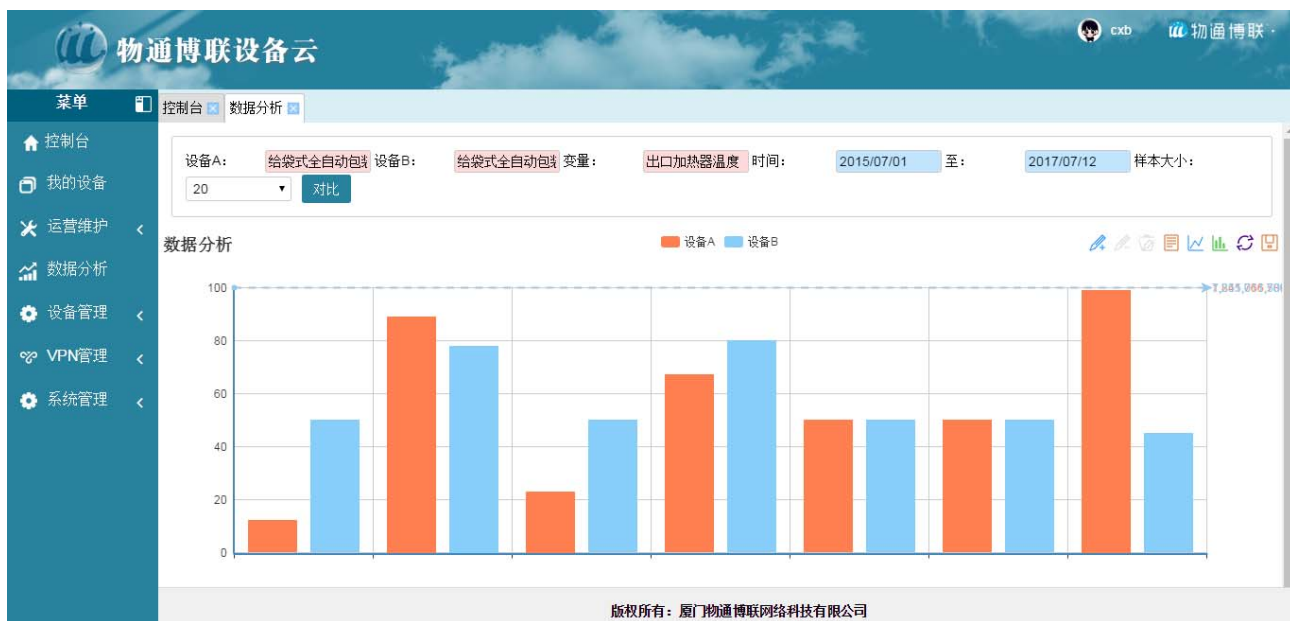 物通博联设备云
cxb 物通博联
菜单 控制台 数据分析
控制台
我的设备
运营维护
数据分析
设备管理
VPN管理
系统管理
设备A: 给袋式全自动包装 设备B: 给袋式全自动包装 变量: 出口加热器温度 时间: 2015/07/01 至: 2017/07/12 样本大小:
20 对比
数据分析 设备A 设备B
100
80
60
40
20
0
版权所有：厦门物通博联网络科技有限公司